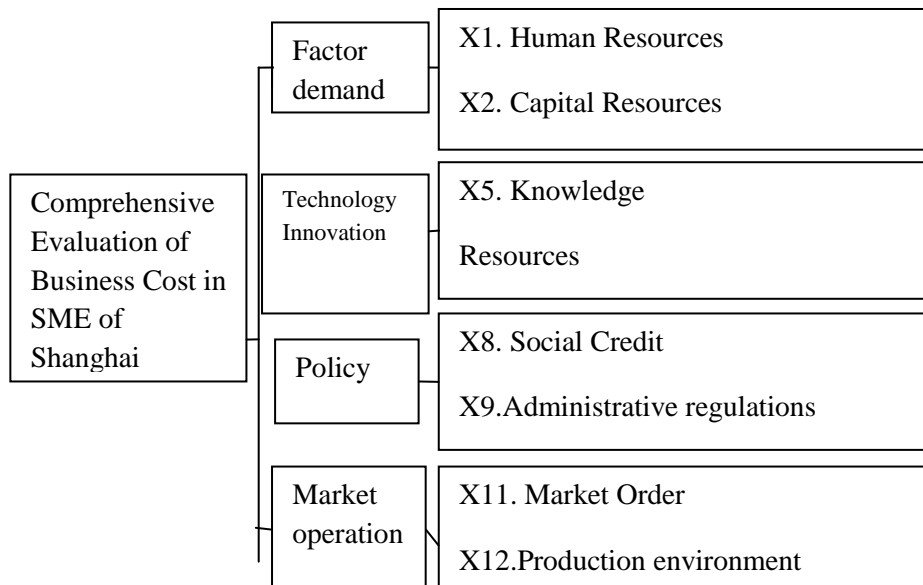 Comprehensive
Evaluation of
Business Cost in
SME of
Shanghai
Factor
demand
X1. Human Resources
X2. Capital Resources
Technology
Innovation
X5. Knowledge
Resources
Policy
X8. Social Credit
X9.Administrative regulations
Market
operation
X11. Market Order
X12.Production environment